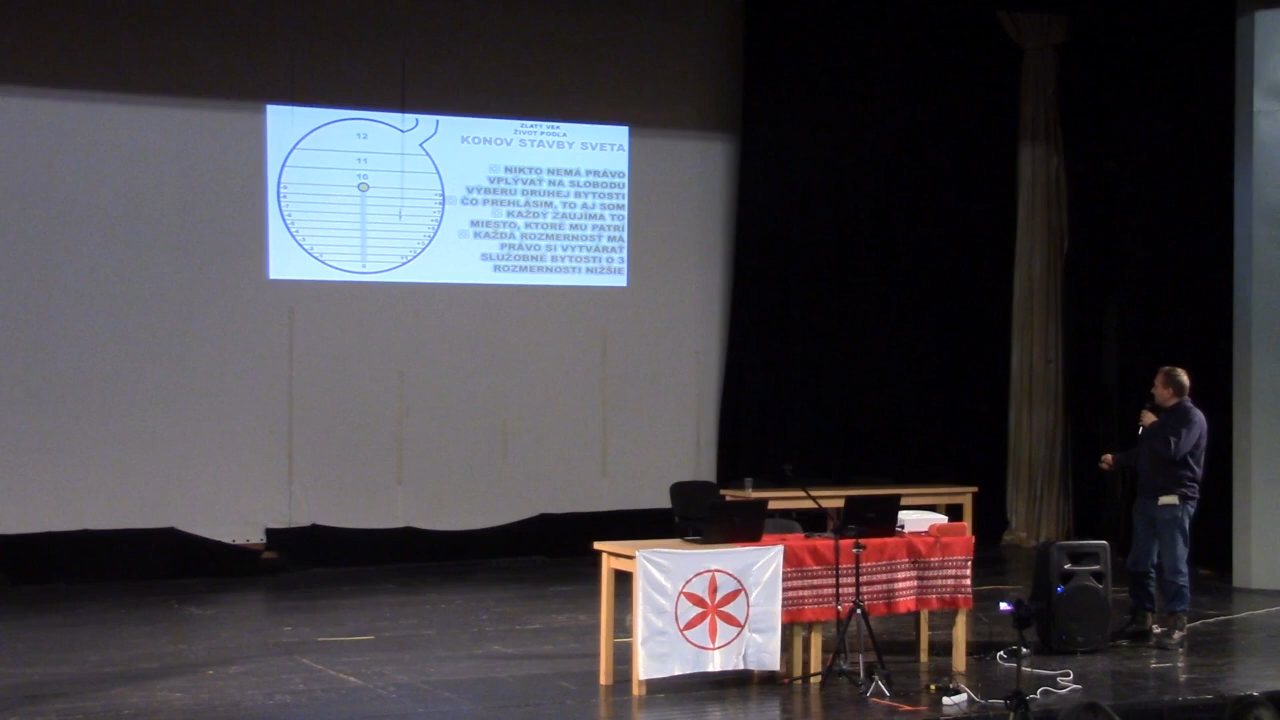 ZLATÝ VEK
ŽIVOT PODĽA
KONOV STAVBY SVETA
NIKTO NEMÁ PRÁVO
VPLÝVAŤ NA SLOBODU
VÝBERU DRUHEJ BYTOSTI
ČO PREHLÁSIM, TO AJ SOM
KAŽDÝ ZAUJÍMA TO
MIESTO, KTORÉ MU PATRÍ
KAŽDÁ ROZMERNOSŤ MÁ
PRÁVO SI VYTVÁRAŤ
SLUŽOBNÉ BYTOSTI O 3
ROZMERNOSTI NIŽŠIE
12
11
10